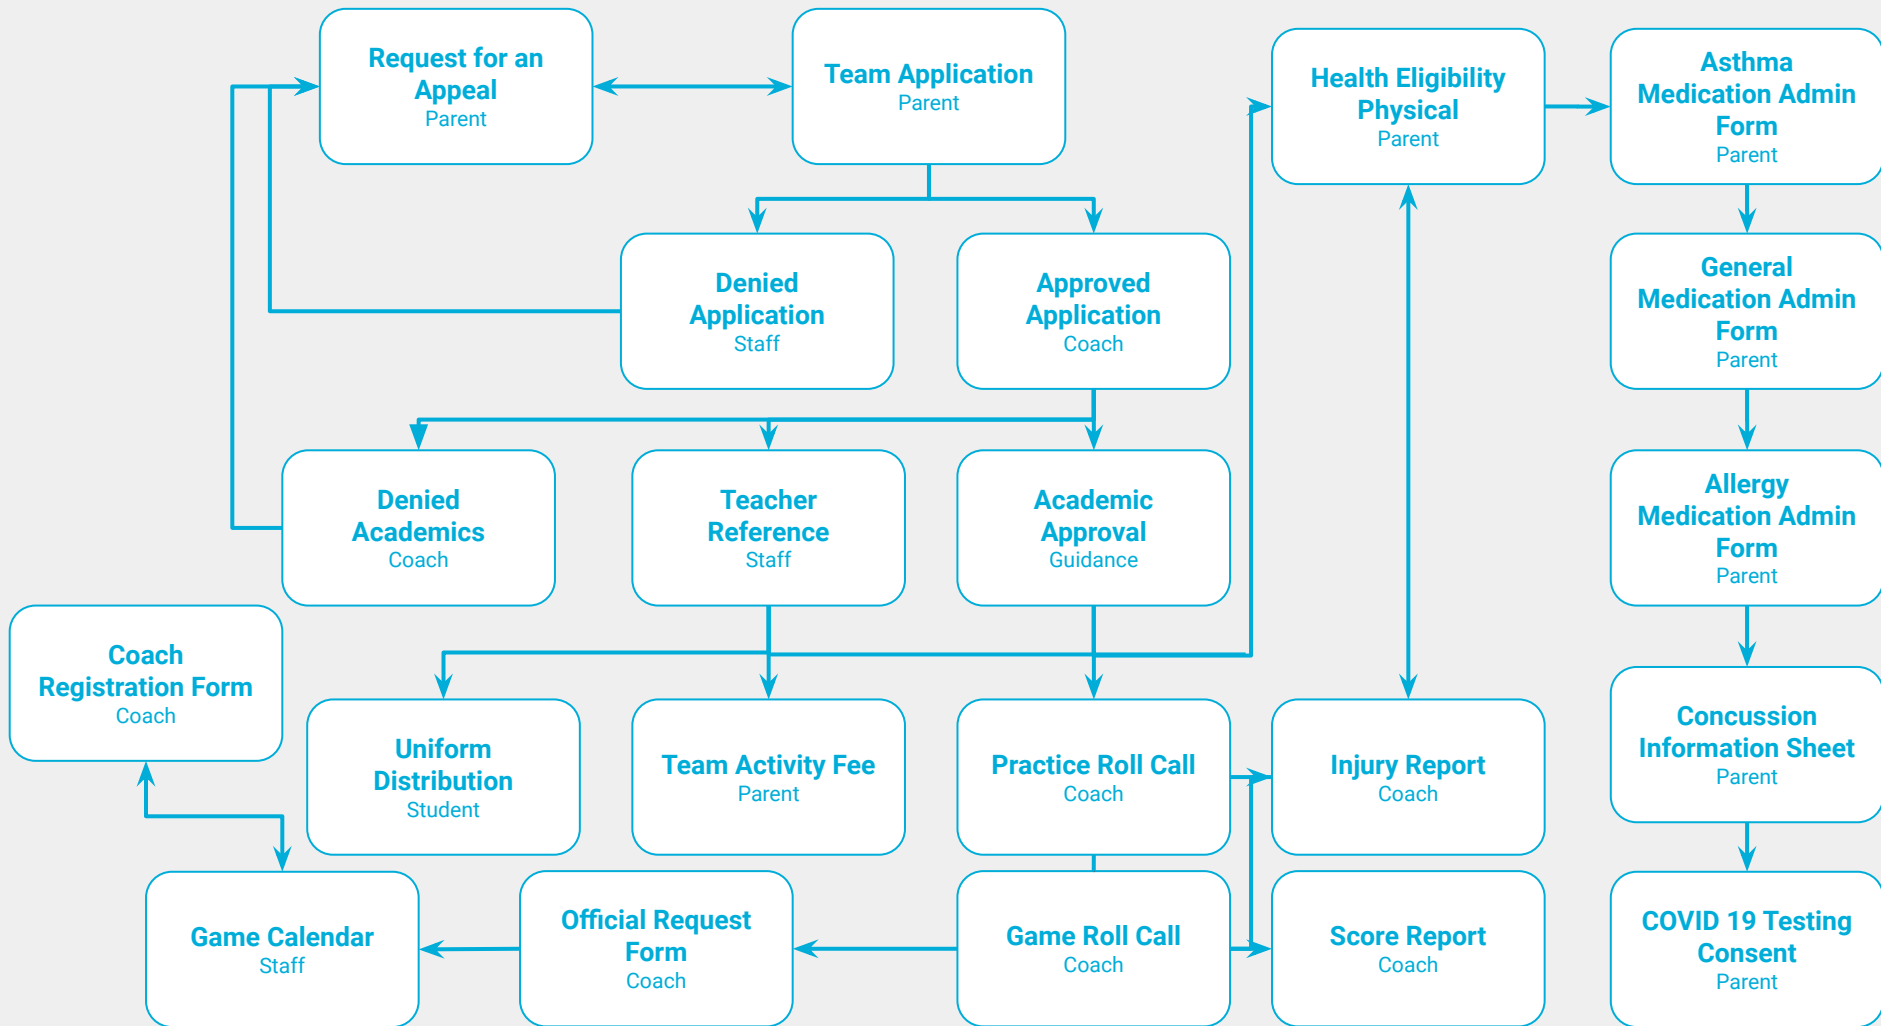 Request for an
Appeal
Parent
Team Application
Parent
Health Eligibility
Physical
Parent
Asthma
Medication Admin
Form
Parent
Denied
Application
Staff
Approved
Application
Coach
General
Medication Admin
Form
Parent
Denied
Academics
Coach
Teacher
Reference
Staff
Academic
Approval
Guidance
Allergy
Medication Admin
Form
Parent
Coach
Registration Form
Coach
Uniform
Distribution
Student
Team Activity Fee
Parent
Practice Roll Call
Coach
Injury Report
Coach
Concussion
Information Sheet
Parent
Game Calendar
Staff
Official Request
Form
Coach
Game Roll Call
Coach
Score Report
Coach
COVID 19 Testing
Consent
Parent